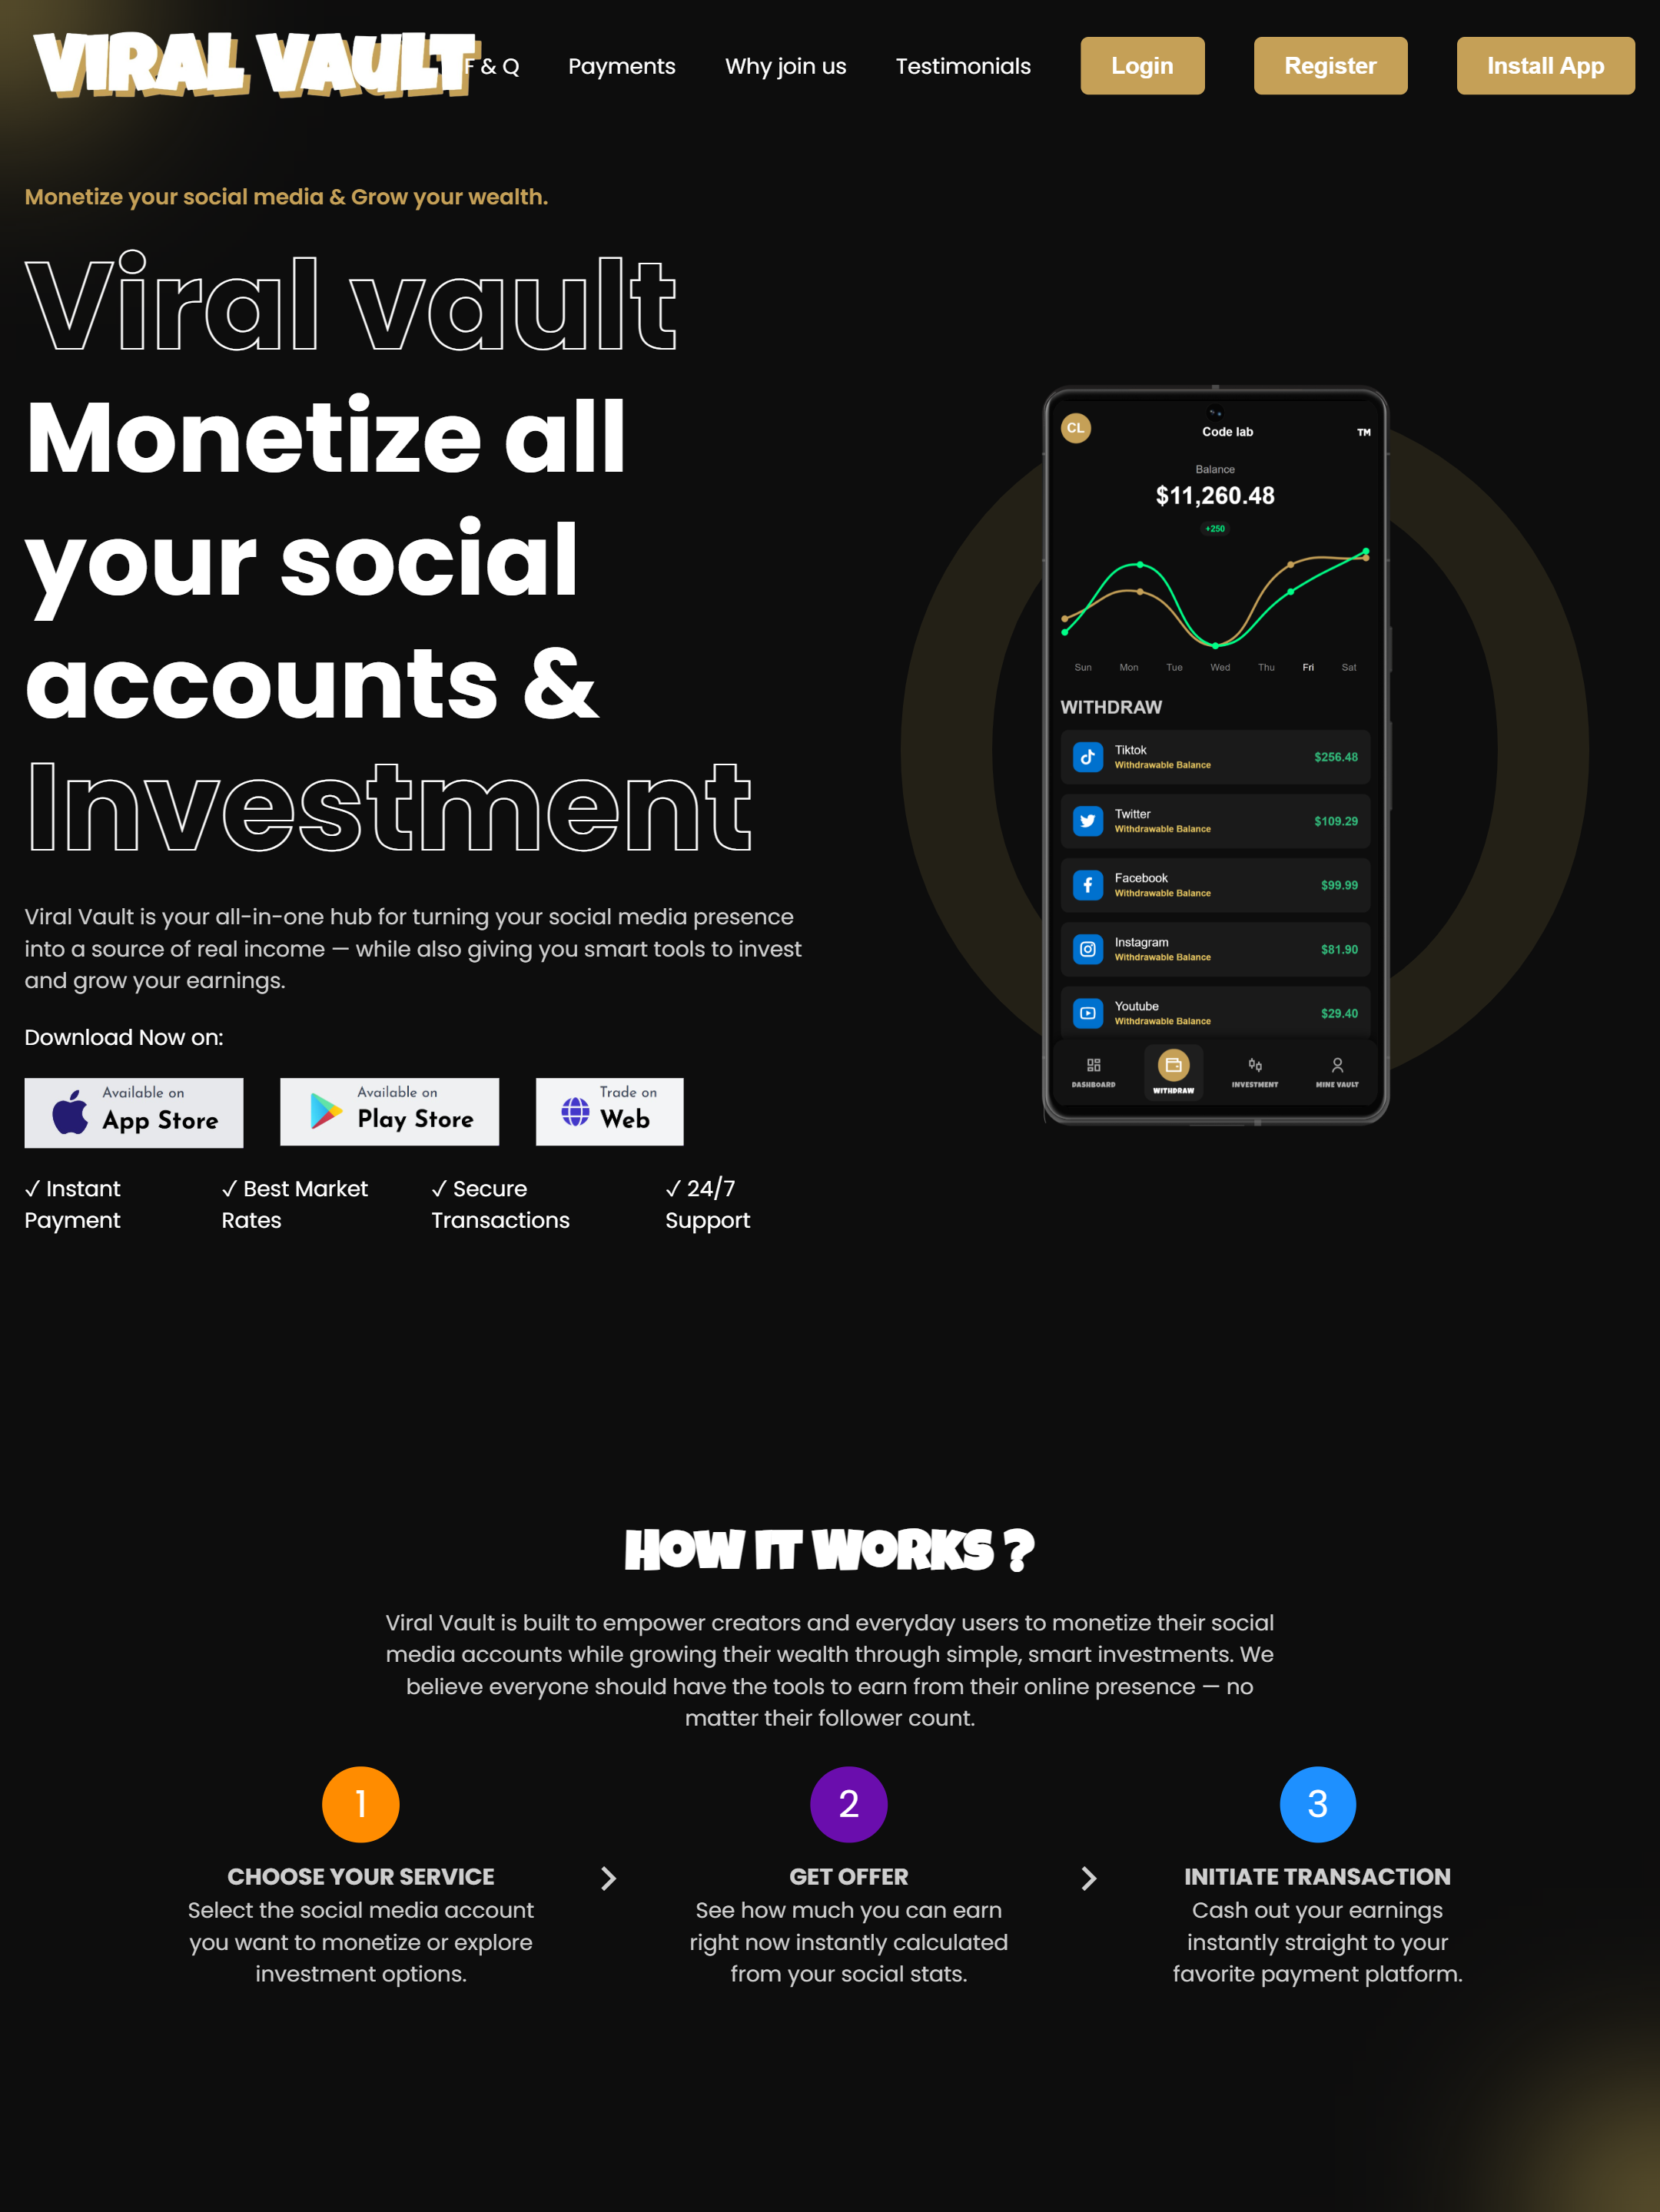 VIRAL VAULT
F & Q
Payments
Why join us
Testimonials
Login
Register
Install App
Monetize your social media & Grow your wealth.
Viral vault
Monetize all
your social
accounts &
Investment
Viral Vault is your all-in-one hub for turning your social media presence
into a source of real income — while also giving you smart tools to invest
and grow your earnings.
Download Now on:
Available on
App Store
Available on
Play Store
Trade on
Web
✓ Instant
Payment
✓ Best Market
Rates
✓ Secure
Transactions
✓ 24/7
Support
CL
Code lab
TM
Balance
$11,260.48
+250
Sun Mon Tue Wed Thu Fri Sat
WITHDRAW
Tiktok
Withdrawable Balance
$256.48
Twitter
Withdrawable Balance
$109.29
Facebook
Withdrawable Balance
$99.99
Instagram
Withdrawable Balance
$81.90
Youtube
Withdrawable Balance
$29.40
DASHBOARD
WITHDRAW
INVESTMENT
MINE VAULT
HOW IT WORKS ?
Viral Vault is built to empower creators and everyday users to monetize their social
media accounts while growing their wealth through simple, smart investments. We
believe everyone should have the tools to earn from their online presence — no
matter their follower count.
1
CHOOSE YOUR SERVICE
Select the social media account
you want to monetize or explore
investment options.
2
GET OFFER
See how much you can earn
right now instantly calculated
from your social stats.
3
INITIATE TRANSACTION
Cash out your earnings
instantly straight to your
favorite payment platform.